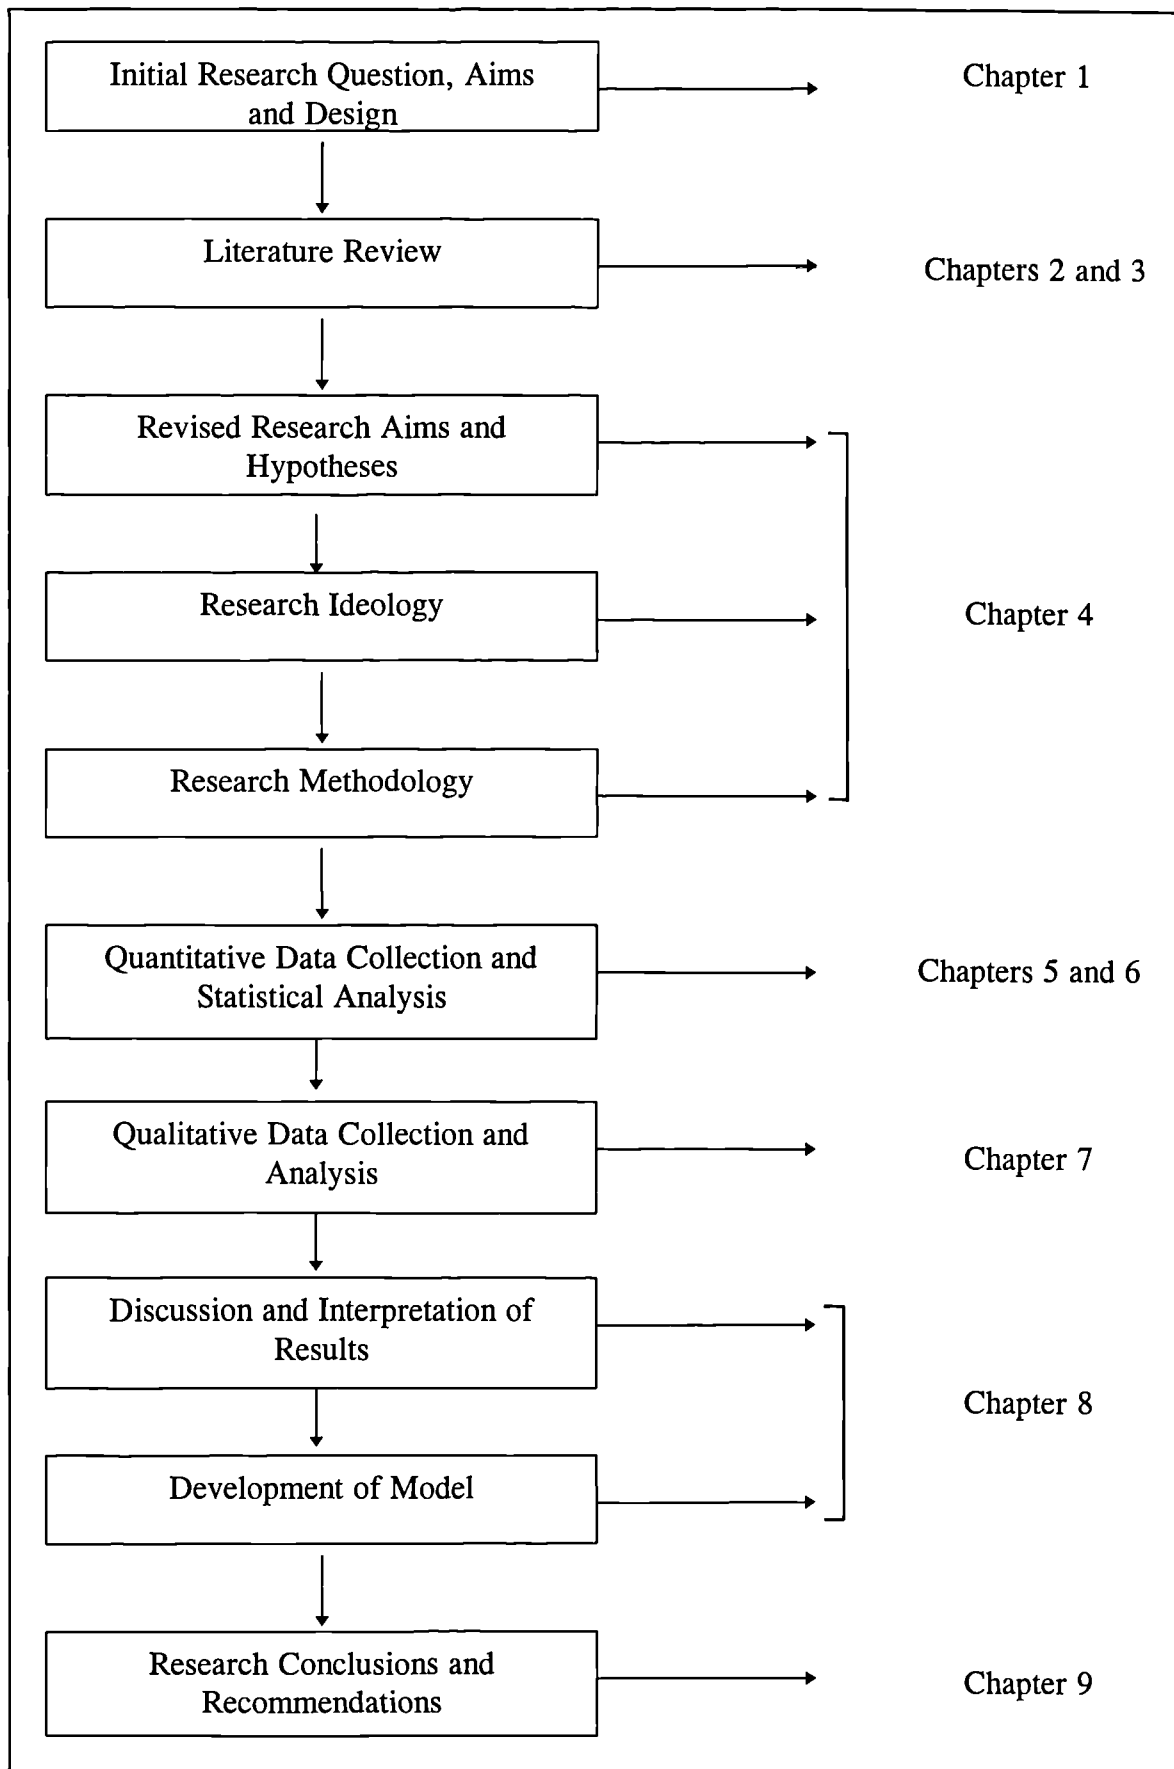 Initial Research Question, Aims
and Design
Chapter 1
Literature Review
Chapters 2 and 3
Revised Research Aims and
Hypotheses
Research Ideology
Chapter 4
Research Methodology
Quantitative Data Collection and
Statistical Analysis
Chapters 5 and 6
Qualitative Data Collection and
Analysis
Chapter 7
Discussion and Interpretation of
Results
Chapter 8
Development of Model
Research Conclusions and
Recommendations
Chapter 9